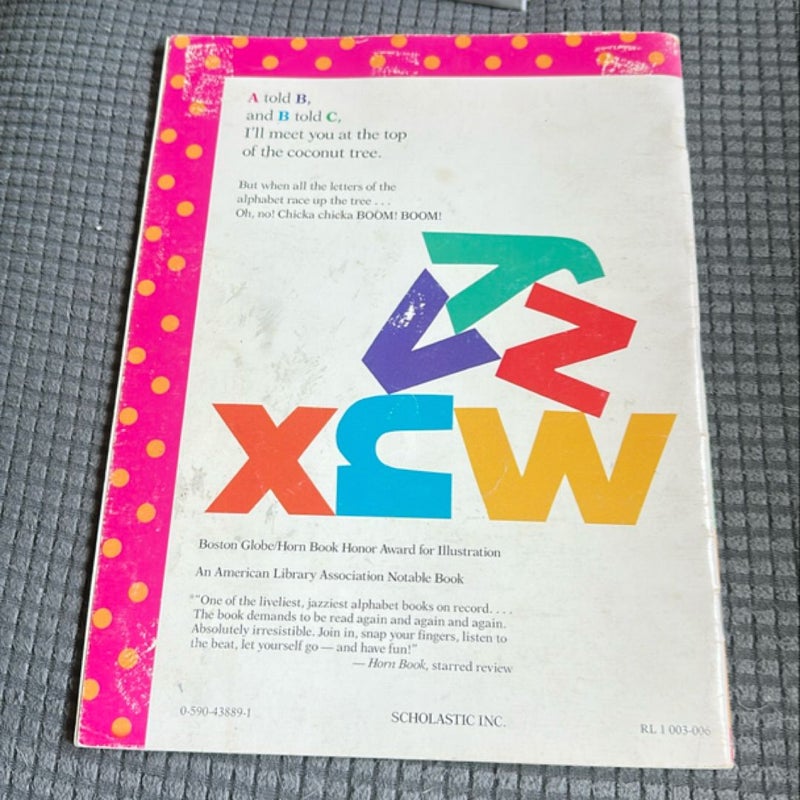 A told B,
and B told C,
I'll meet you at the top
of the coconut tree.
But when all the letters of the
alphabet race up the tree . . .
Oh, no! Chicka chicka BOOM! BOOM!
Y
V
Z
X U W
Boston Globe/Horn Book Honor Award for Illustration
An American Library Association Notable Book
*"One of the liveliest, jazziest alphabet books on record. . . .
The book demands to be read again and again and again.
Absolutely irresistible. Join in, snap your fingers, listen to
the beat, let yourself go — and have fun!"
— Horn Book, starred review
0-590-43889-1
SCHOLASTIC INC.
RL 1 003-006